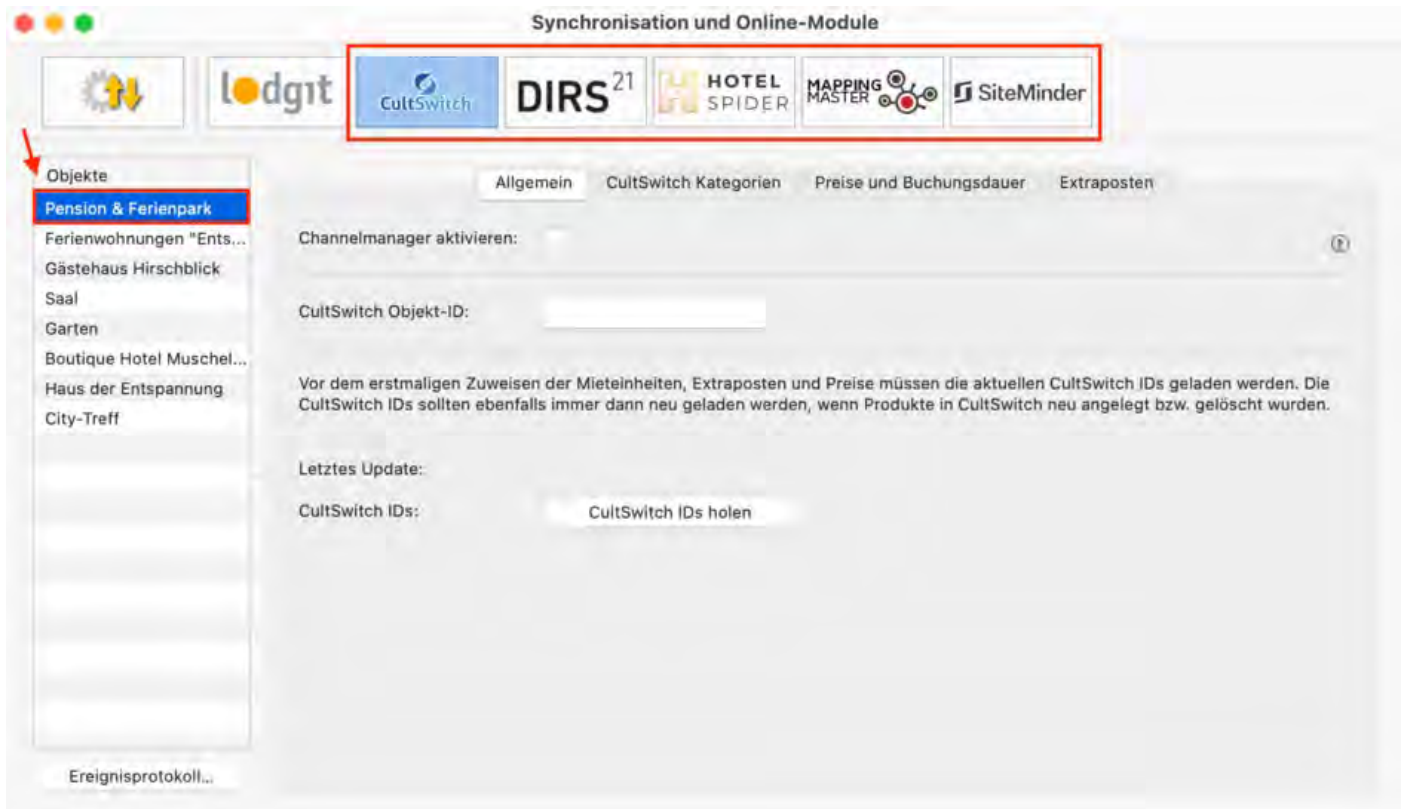 Synchronisation und Online-Module
lodgit
CultSwitch
DIRS21
HOTEL SPIDER
MAPPING MASTER
SiteMinder
Objekte
Pension & Ferienpark
Ferienwohnungen "Ents...
Gästehaus Hirschblick
Saal
Garten
Boutique Hotel Muschel...
Haus der Entspannung
City-Treff
Ereignisprotokoll...
Allgemein CultSwitch Kategorien Preise und Buchungsdauer Extraposten
Channelmanager aktivieren:
CultSwitch Objekt-ID:
Vor dem erstmaligen Zuweisen der Mieteinheiten, Extraposten und Preise müssen die aktuellen CultSwitch IDs geladen werden. Die
CultSwitch IDs sollten ebenfalls immer dann neu geladen werden, wenn Produkte in CultSwitch neu angelegt bzw. gelöscht wurden.
Letztes Update:
CultSwitch IDs: CultSwitch IDs holen